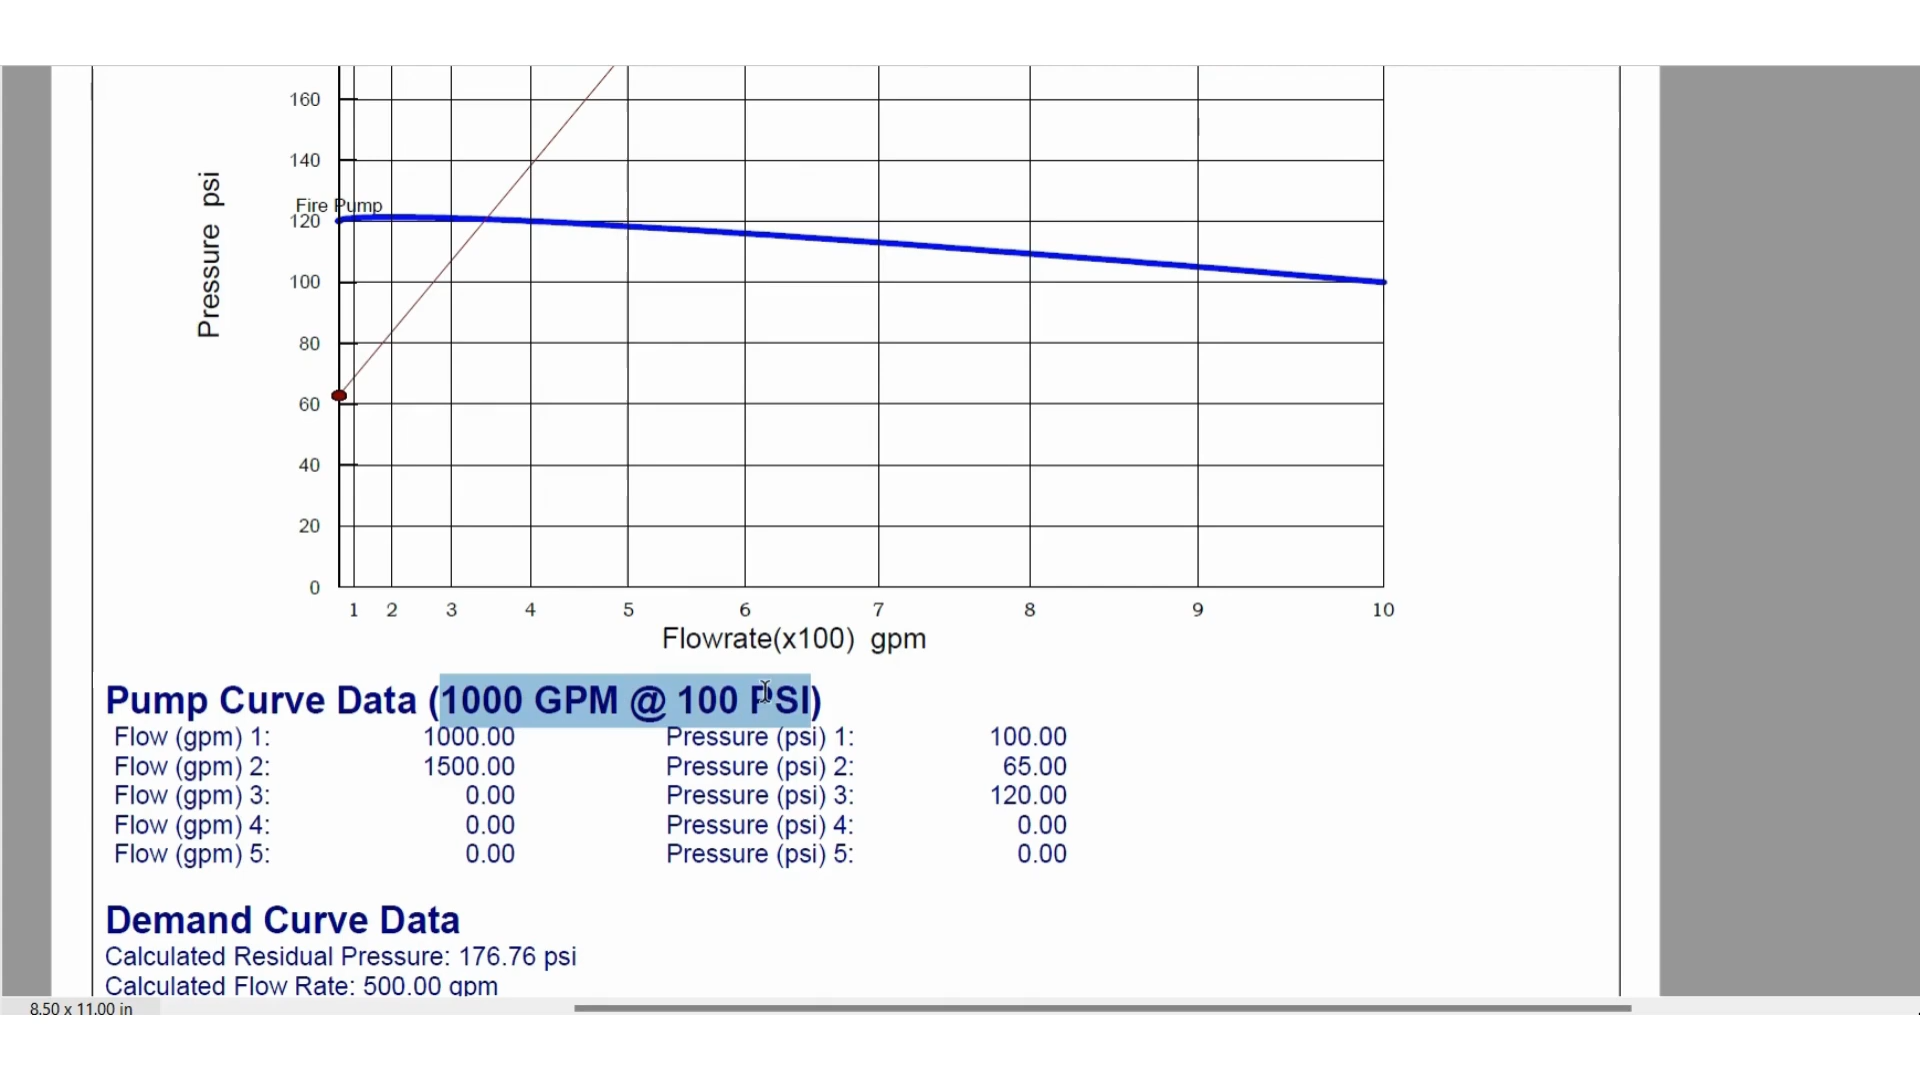 160
140
Fire Pump
120
100
80
60
40
20
0
Pressure psi
1 2 3 4 5 6 7 8 9 10
Flowrate(x100) gpm
Pump Curve Data (1000 GPM @ 100 PSI)
Flow (gpm) 1: 1000.00 Pressure (psi) 1: 100.00
Flow (gpm) 2: 1500.00 Pressure (psi) 2: 65.00
Flow (gpm) 3: 0.00 Pressure (psi) 3: 120.00
Flow (gpm) 4: 0.00 Pressure (psi) 4: 0.00
Flow (gpm) 5: 0.00 Pressure (psi) 5: 0.00
Demand Curve Data
Calculated Residual Pressure: 176.76 psi
Calculated Flow Rate: 500.00 gpm
8.50 x 11.00 in